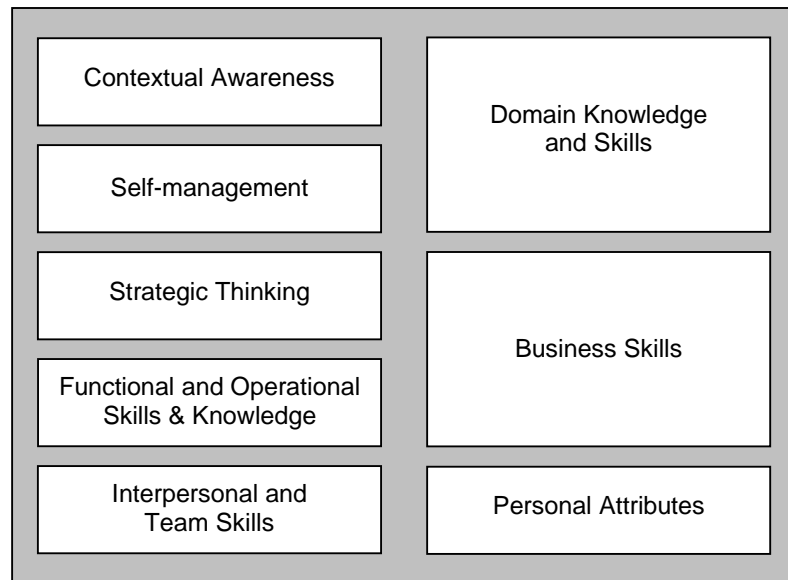 Contextual Awareness
Self-management
Strategic Thinking
Functional and Operational
Skills & Knowledge
Interpersonal and
Team Skills
Domain Knowledge
and Skills
Business Skills
Personal Attributes